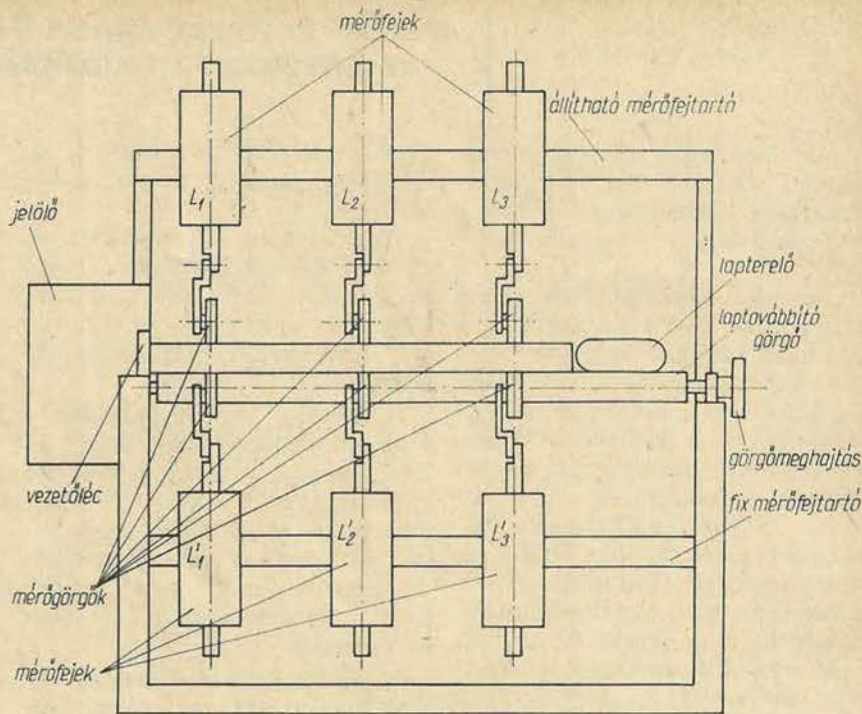 mérőfejek
állítható mérőfejtartó
L₁
L₂
L₃
jelölő
lapterelő
laptovábbító
görgő
görgőmeghajtás
vezetőléc
fix mérőfejtartó
L'₁
L'₂
L'₃
mérőgörgők
mérőfejek